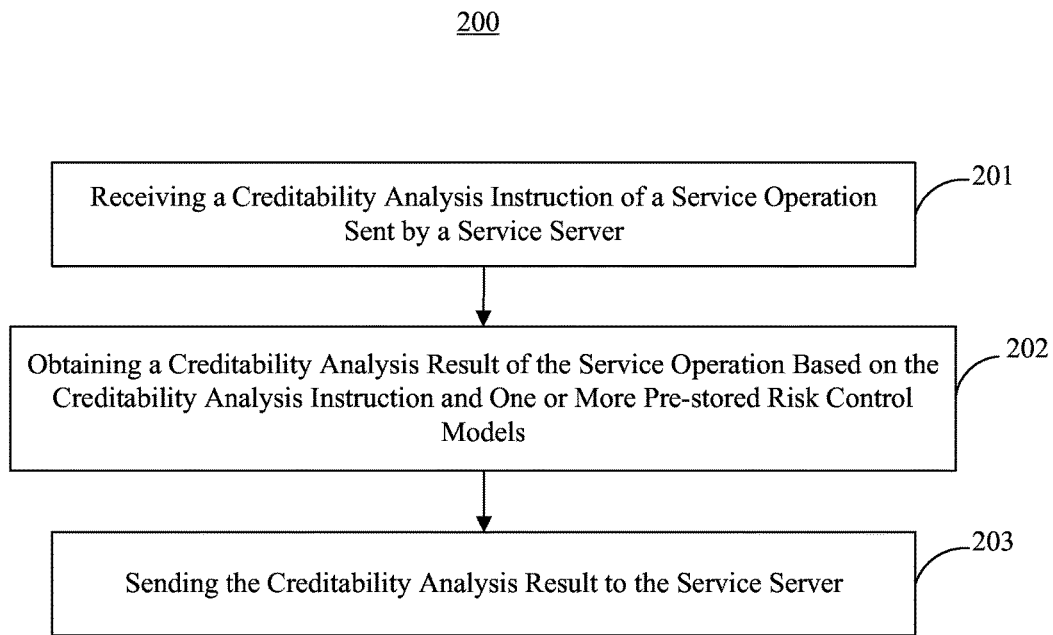 200
Receiving a Creditability Analysis Instruction of a Service Operation
Sent by a Service Server
201
Obtaining a Creditability Analysis Result of the Service Operation Based on the
Creditability Analysis Instruction and One or More Pre-stored Risk Control
Models
202
Sending the Creditability Analysis Result to the Service Server
203